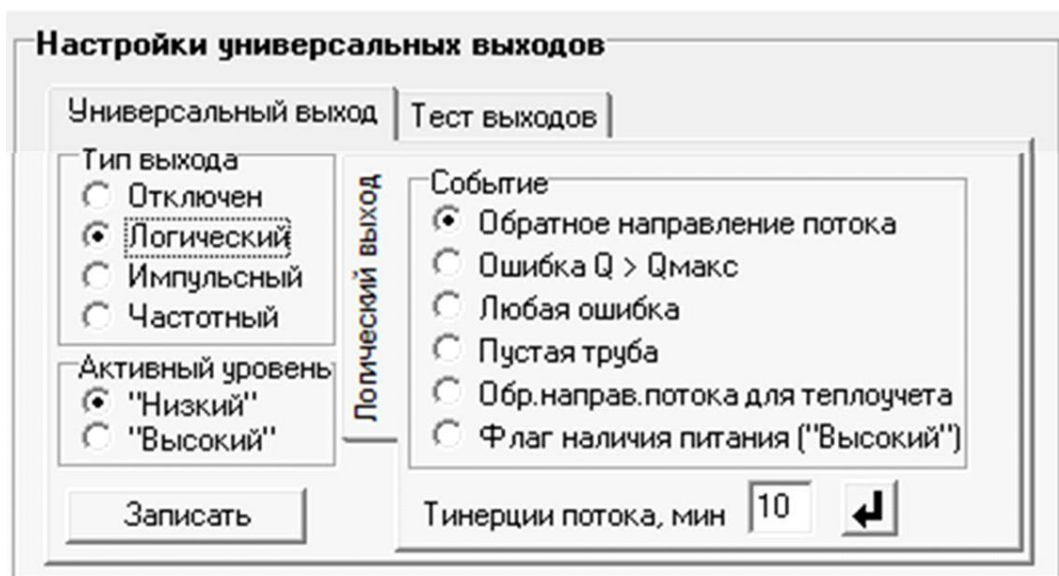 Настройки универсальных выходов
Универсальный выход
Тест выходов
Тип выхода
Отключен
Логический
Импульсный
Частотный
Активный уровень
"Низкий"
"Высокий"
Записать
Логический выход
Событие
Обратное направление потока
Ошибка Q > Qмакс
Любая ошибка
Пустая труба
Обр.направ.потока для теплоучета
Флаг наличия питания ("Высокий")
Тинерции потока, мин
10